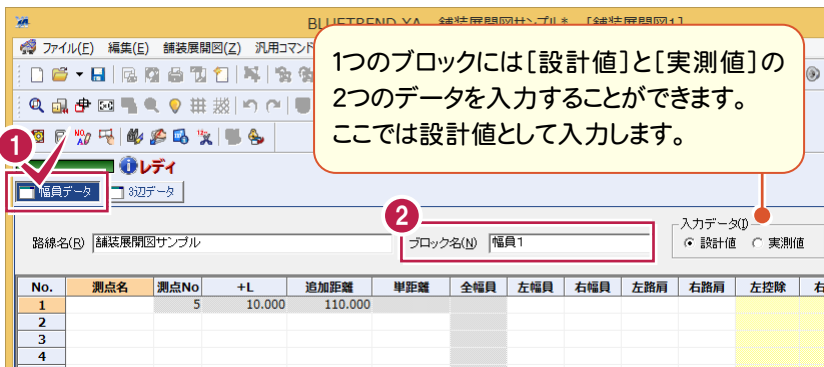 BLUETREND XA 舗装展開図サンプル* - [舗装展開図1]
ファイル(F) 編集(E) 舗装展開図(Z) 汎用コマンド
1つのブロックには[設計値]と[実測値]の
2つのデータを入力することができます。
ここでは設計値として入力します。
1
レディ
幅員データ 3辺データ
2
路線名(R) 舗装展開図サンプル ブロック名(N) 幅員1
入力データ(I)
設計値 実測値
No. 測点名 測点No +L 追加距離 単距離 全幅員 左幅員 右幅員 左路肩 右路肩 左控除 右
1 5 10.000 110.000
2
3
4